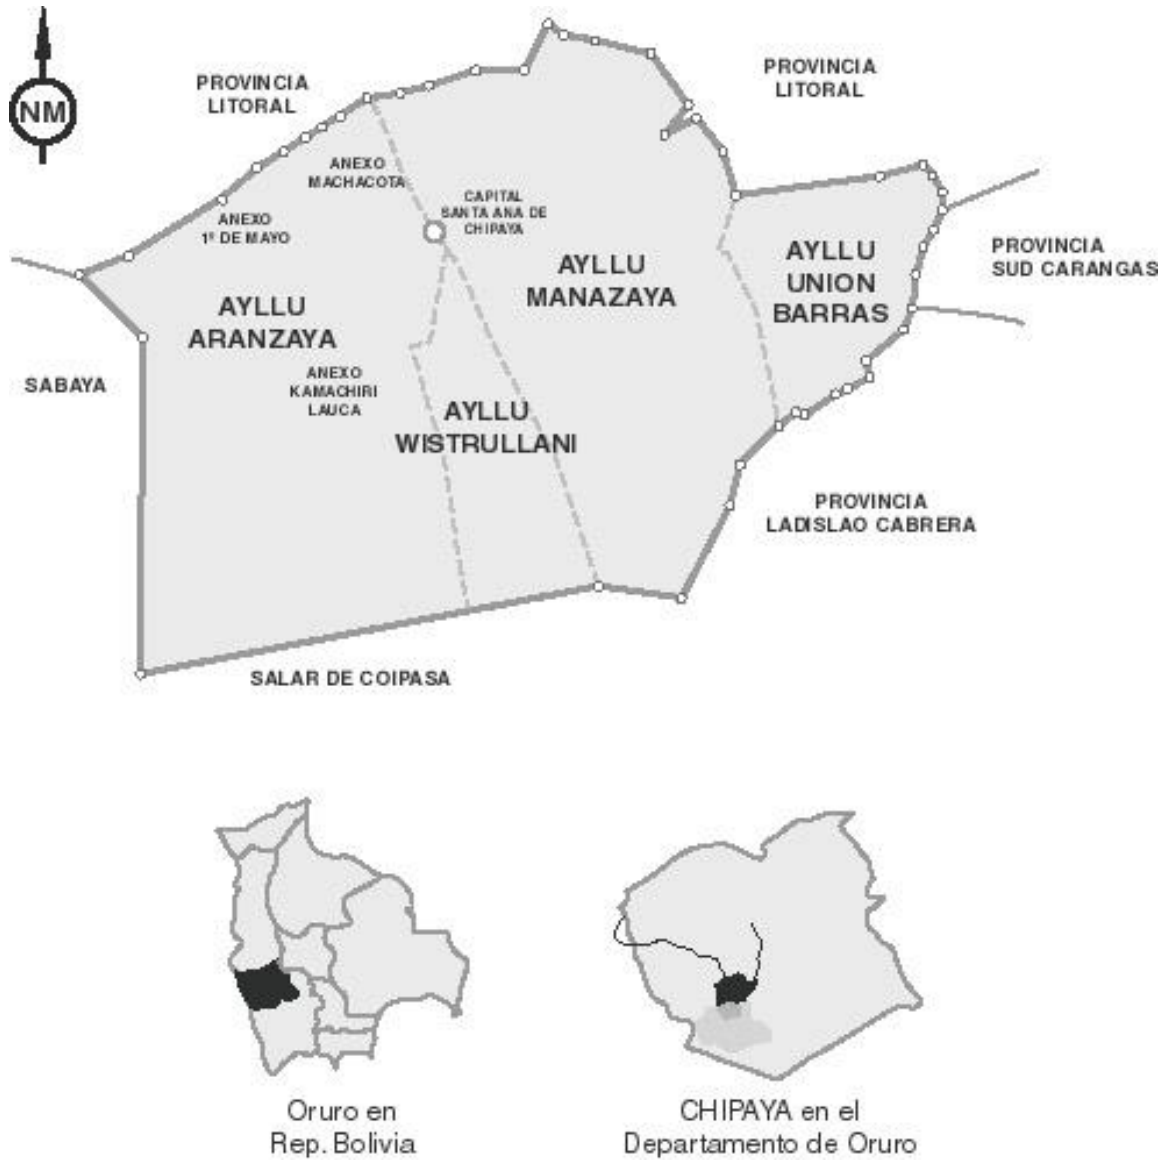 NM
PROVINCIA
LITORAL
PROVINCIA
LITORAL
ANEXO
MACHACOTA
CAPITAL
SANTA ANA DE
CHIPAYA
ANEXO
1º DE MAYO
AYLLU
MANAZAYA
AYLLU
UNION
BARRAS
PROVINCIA
SUD CARANGAS
AYLLU
ARANZAYA
SABAYA
ANEXO
KAMACHIRI
LAUCA
AYLLU
WISTRULLANI
PROVINCIA
LADISLAO CABRERA
SALAR DE COIPASA
Oruro en
Rep. Bolivia
CHIPAYA en el
Departamento de Oruro